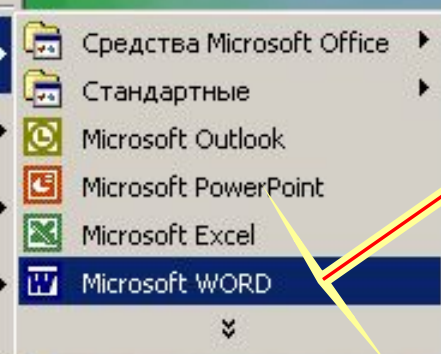 Средства Microsoft Office
Стандартные
Microsoft Outlook
Microsoft PowerPoint
Microsoft Excel
Microsoft WORD